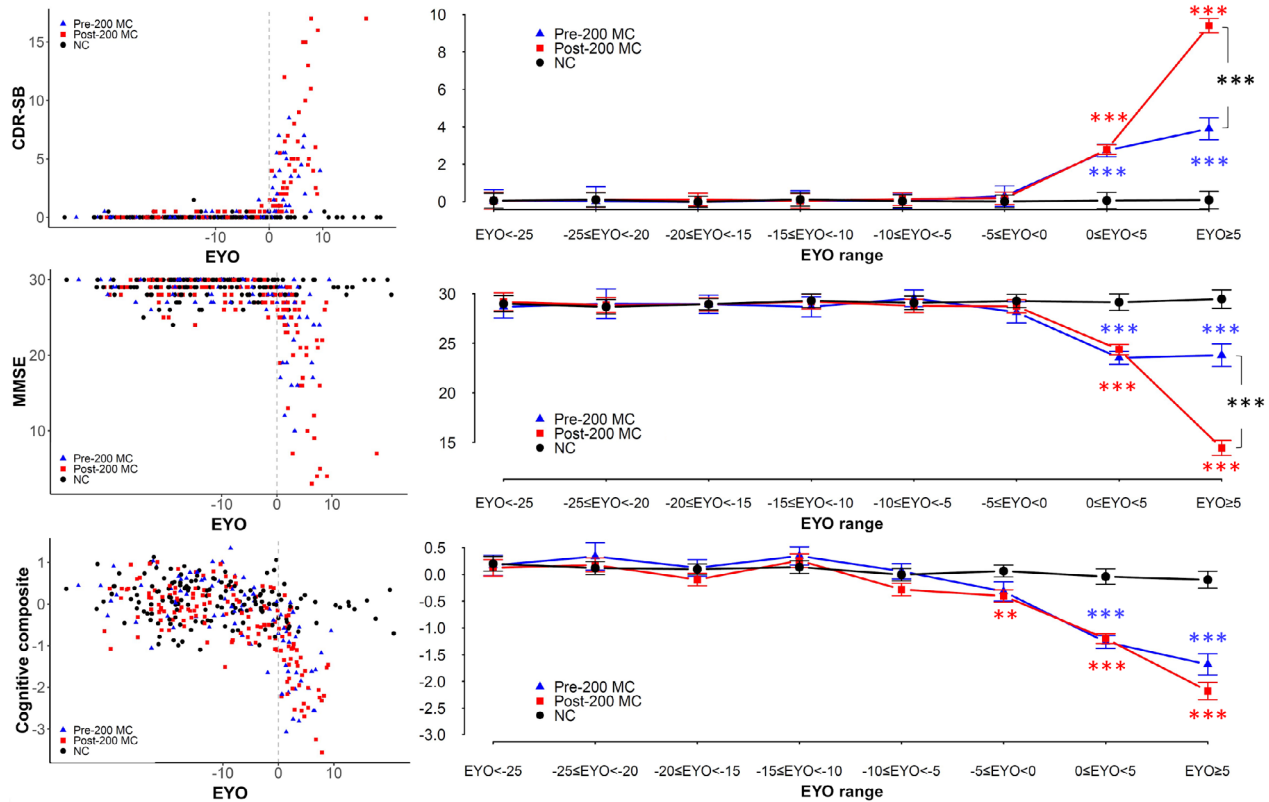 CDR-SB
15
10
5
0
Pre-200 MC
Post-200 MC
NC
-10
0
10
EYO
10
8
6
4
2
0
Pre-200 MC
Post-200 MC
NC
***
***
***
***
***
EYO<-25
-25≤EYO<-20
-20≤EYO<-15
-15≤EYO<-10
-10≤EYO<-5
-5≤EYO<0
0≤EYO<5
EYO≥5
EYO range
MMSE
30
20
10
Pre-200 MC
Post-200 MC
NC
-10
0
10
EYO
30
25
20
15
Pre-200 MC
Post-200 MC
NC
***
***
***
***
***
EYO<-25
-25≤EYO<-20
-20≤EYO<-15
-15≤EYO<-10
-10≤EYO<-5
-5≤EYO<0
0≤EYO<5
EYO≥5
EYO range
Cognitive composite
1
0
-1
-2
-3
Pre-200 MC
Post-200 MC
NC
-10
0
10
EYO
0.5
0.0
-0.5
-1.0
-1.5
-2.0
-2.5
-3.0
Pre-200 MC
Post-200 MC
NC
**
***
***
***
***
EYO<-25
-25≤EYO<-20
-20≤EYO<-15
-15≤EYO<-10
-10≤EYO<-5
-5≤EYO<0
0≤EYO<5
EYO≥5
EYO range